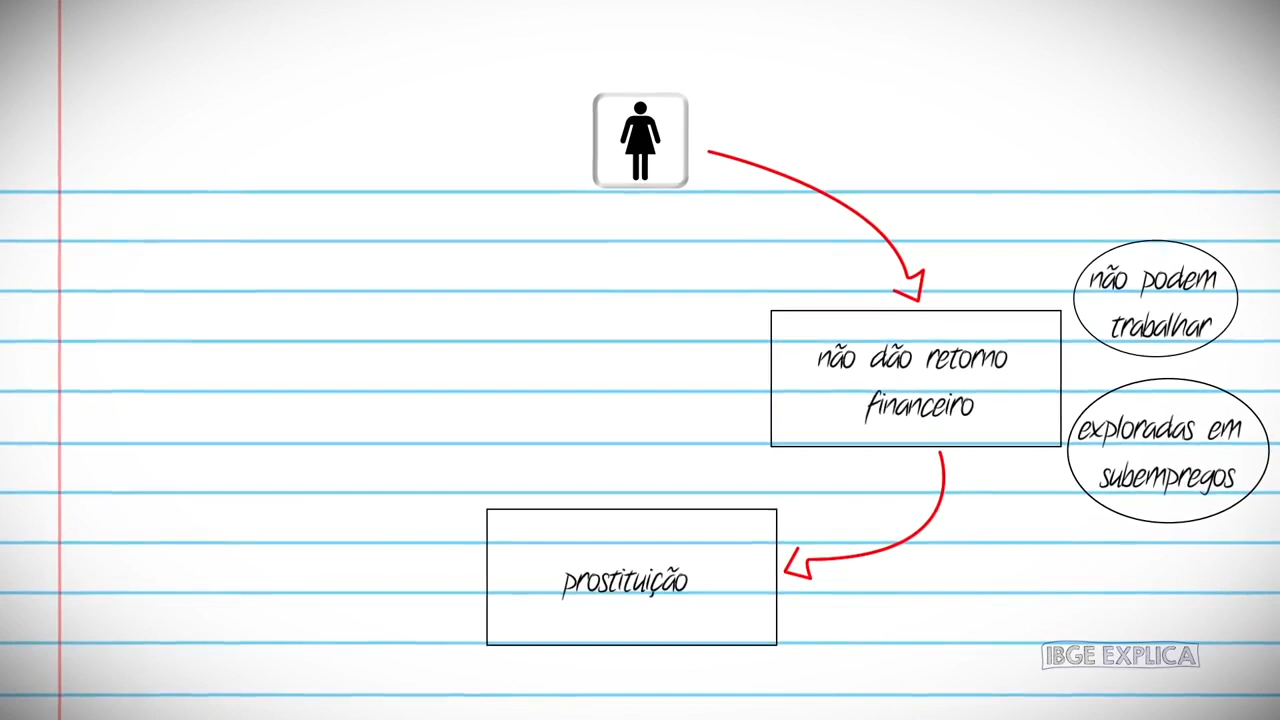 não podem
trabalhar
não dão retorno
financeiro
exploradas em
subempregos
prostituição
IBGE EXPLICA